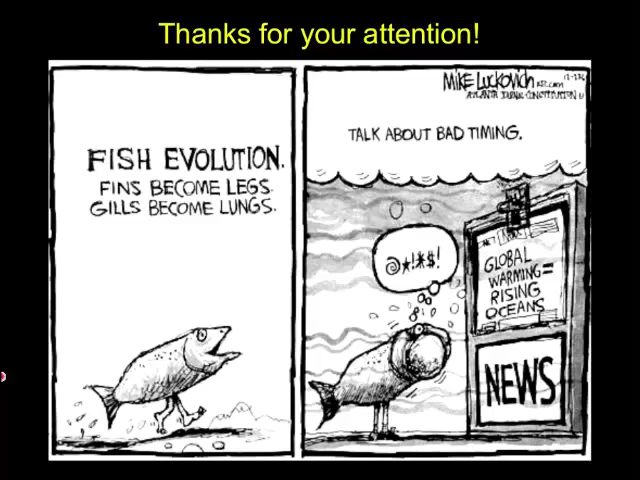 Thanks for your attention!
FISH EVOLUTION.
FINS BECOME LEGS.
GILLS BECOME LUNGS.
MIKE LUCKOVICH
TALK ABOUT BAD TIMING.
@*!*$!
GLOBAL
WARMING=
RISING
OCEANS
NEWS